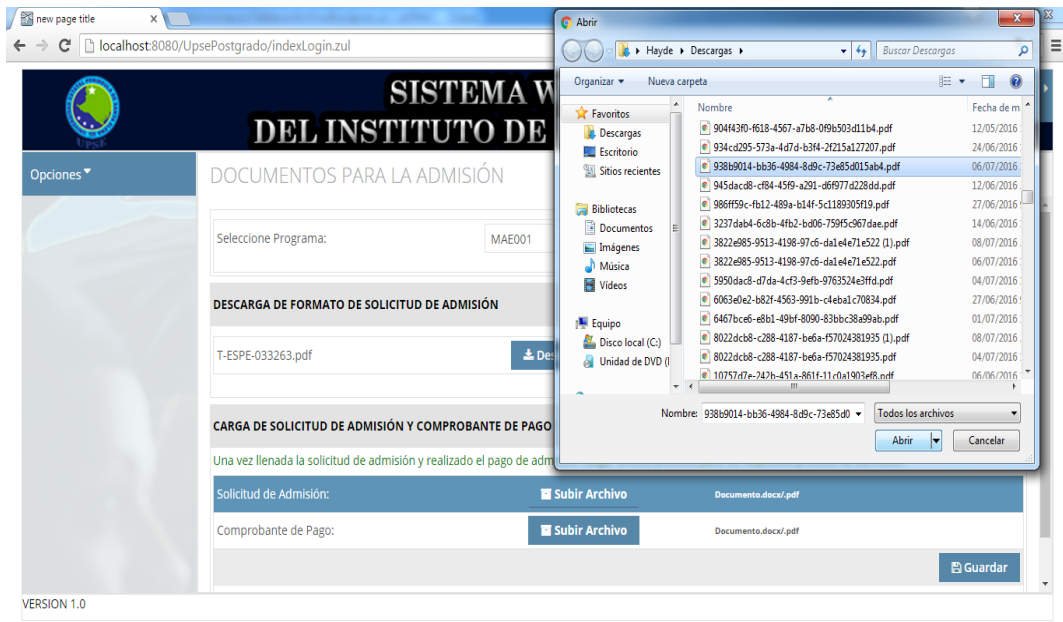 new page title
localhost:8080/UpsePostgrado/indexLogin.zul
UPSE
SISTEMA W
DEL INSTITUTO DE
Opciones
DOCUMENTOS PARA LA ADMISIÓN
Seleccione Programa:
MAE001
DESCARGA DE FORMATO DE SOLICITUD DE ADMISIÓN
T-ESPE-033263.pdf
Des
CARGA DE SOLICITUD DE ADMISIÓN Y COMPROBANTE DE PAGO
Una vez llenada la solicitud de admisión y realizado el pago de adm
Solicitud de Admisión:
Subir Archivo
Documento.docx/.pdf
Comprobante de Pago:
Subir Archivo
Documento.docx/.pdf
Guardar
VERSION 1.0
Abrir
Hayde
Descargas
Buscar Descargas
Organizar
Nueva carpeta
Favoritos
Descargas
Escritorio
Sitios recientes
Bibliotecas
Documentos
Imágenes
Música
Vídeos
Equipo
Disco local (C:)
Unidad de DVD (
Nombre
Fecha de m
904f43f0-f618-4567-a7b8-0f9b503d11b4.pdf 12/05/2016
934cd295-573a-4d7d-b3f4-2f215a127207.pdf 24/06/2016
938b9014-bb36-4984-8d9c-73e85d015ab4.pdf 06/07/2016
945dacd8-cf84-45f9-a291-d6f977d228dd.pdf 12/06/2016
986ff59c-fb12-489a-b14f-5c1189305f19.pdf 27/06/2016
3237dab4-6c8b-4fb2-bd06-759f5c967dae.pdf 14/06/2016
3822e985-9513-4198-97c6-da1e4e71e522 (1).pdf 08/07/2016
3822e985-9513-4198-97c6-da1e4e71e522.pdf 06/07/2016
5950dac8-d7da-4cf3-9efb-9763524e3ffd.pdf 04/07/2016
6063e0e2-b82f-4563-991b-c4eba1c70834.pdf 27/06/2016
6467bce6-e8b1-49bf-8090-83bbc38a99ab.pdf 01/07/2016
8022dcb8-c288-4187-be6a-f57024381935 (1).pdf 08/07/2016
8022dcb8-c288-4187-be6a-f57024381935.pdf 04/07/2016
10757d7e-242b-451a-861f-11c0a1903ef8.pdf 06/06/2016
Nombre:
938b9014-bb36-4984-8d9c-73e85d0
Todos los archivos
Abrir
Cancelar